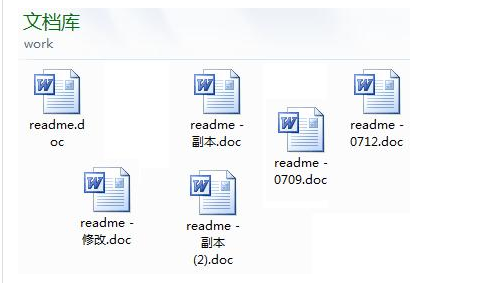 文档库
work
readme.d
oc
readme -
副本.doc
readme -
0709.doc
readme -
0712.doc
readme -
修改.doc
readme -
副本
(2).doc